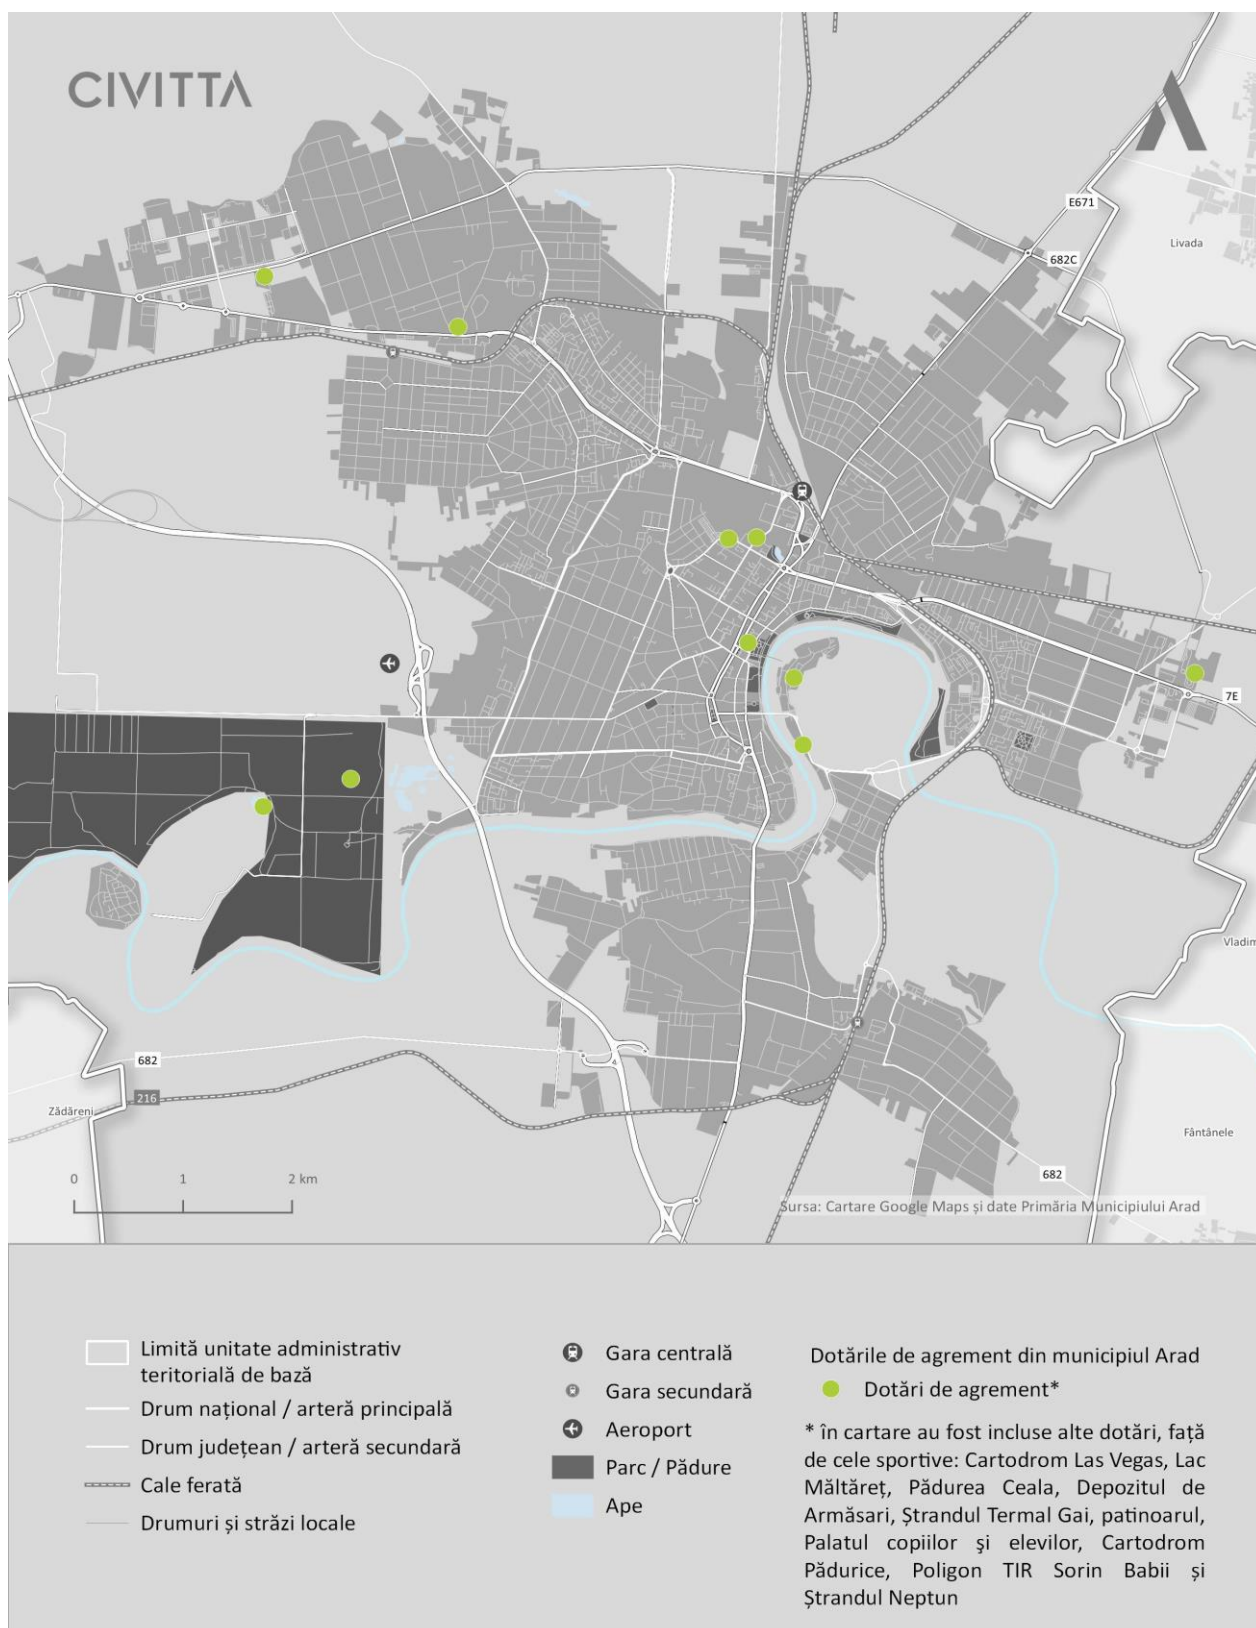 CIVITTA
E671
Livada
682C
7E
Vladim
682
216
Zădăreni
Fântânele
0 1 2 km
682
Sursa: Cartare Google Maps și date Primăria Municipiului Arad
Limită unitate administrativ
teritorială de bază
Drum național / arteră principală
Drum județean / arteră secundară
Cale ferată
Drumuri și străzi locale
Gara centrală
Gara secundară
Aeroport
Parc / Pădure
Ape
Dotările de agrement din municipiul Arad
Dotări de agrement*
* în cartare au fost incluse alte dotări, față
de cele sportive: Cartodrom Las Vegas, Lac
Măltăreț, Pădurea Ceala, Depozitul de
Armăsari, Ștrandul Termal Gai, patinoarul,
Palatul copiilor şi elevilor, Cartodrom
Pădurice, Poligon TIR Sorin Babii și
Ștrandul Neptun